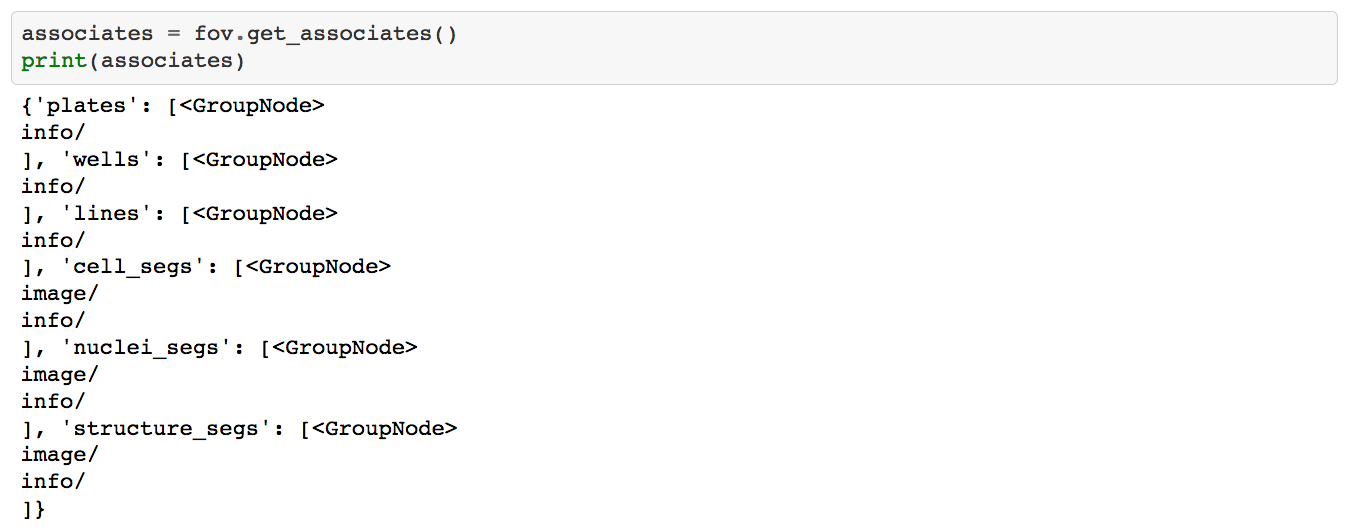 associates = fov.get_associates()
print(associates)
{'plates': [<GroupNode>
info/
], 'wells': [<GroupNode>
info/
], 'lines': [<GroupNode>
info/
], 'cell_segs': [<GroupNode>
image/
info/
], 'nuclei_segs': [<GroupNode>
image/
info/
], 'structure_segs': [<GroupNode>
image/
info/
]}